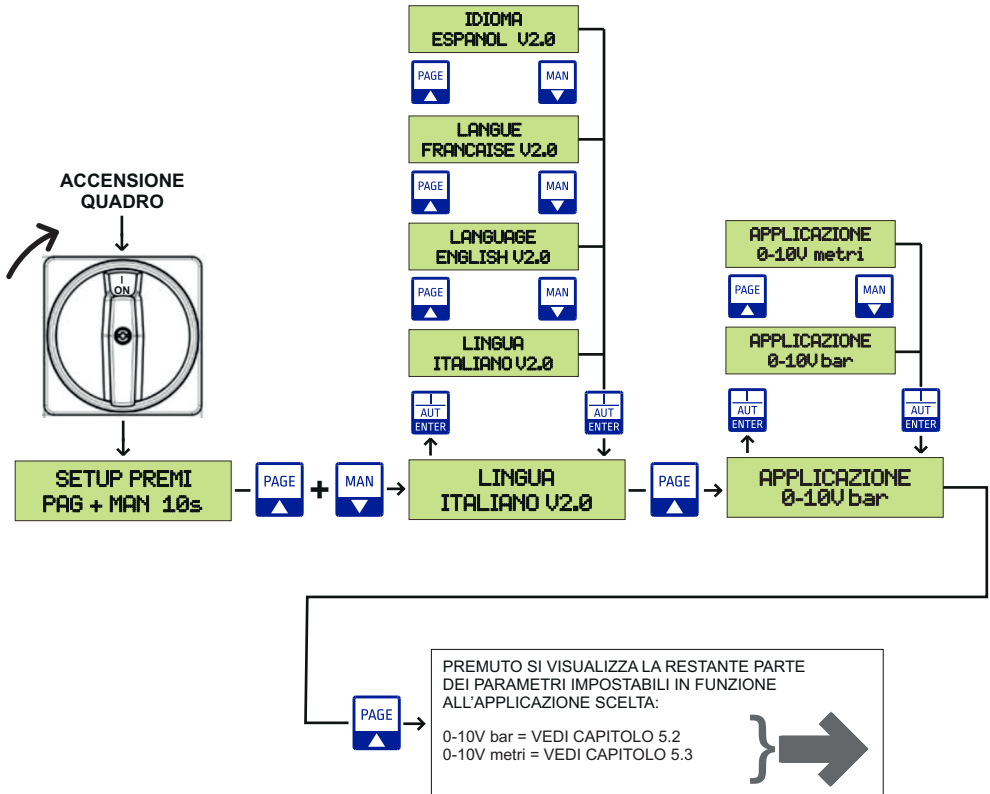 IDIOMA
ESPANOL V2.0
PAGE
MAN
LANGUE
FRANCAISE V2.0
PAGE
MAN
LANGUAGE
ENGLISH V2.0
PAGE
MAN
LINGUA
ITALIANO V2.0
I
AUT
ENTER
I
AUT
ENTER
ACCENSIONE
QUADRO
I
ON
SETUP PREMI
PAG + MAN 10s
PAGE
+
MAN
LINGUA
ITALIANO V2.0
PAGE
APPLICAZIONE
0-10V metri
PAGE
MAN
APPLICAZIONE
0-10V bar
I
AUT
ENTER
I
AUT
ENTER
APPLICAZIONE
0-10V bar
PAGE
PREMUTO SI VISUALIZZA LA RESTANTE PARTE
DEI PARAMETRI IMPOSTABILI IN FUNZIONE
ALL'APPLICAZIONE SCELTA:
0-10V bar = VEDI CAPITOLO 5.2
0-10V metri = VEDI CAPITOLO 5.3